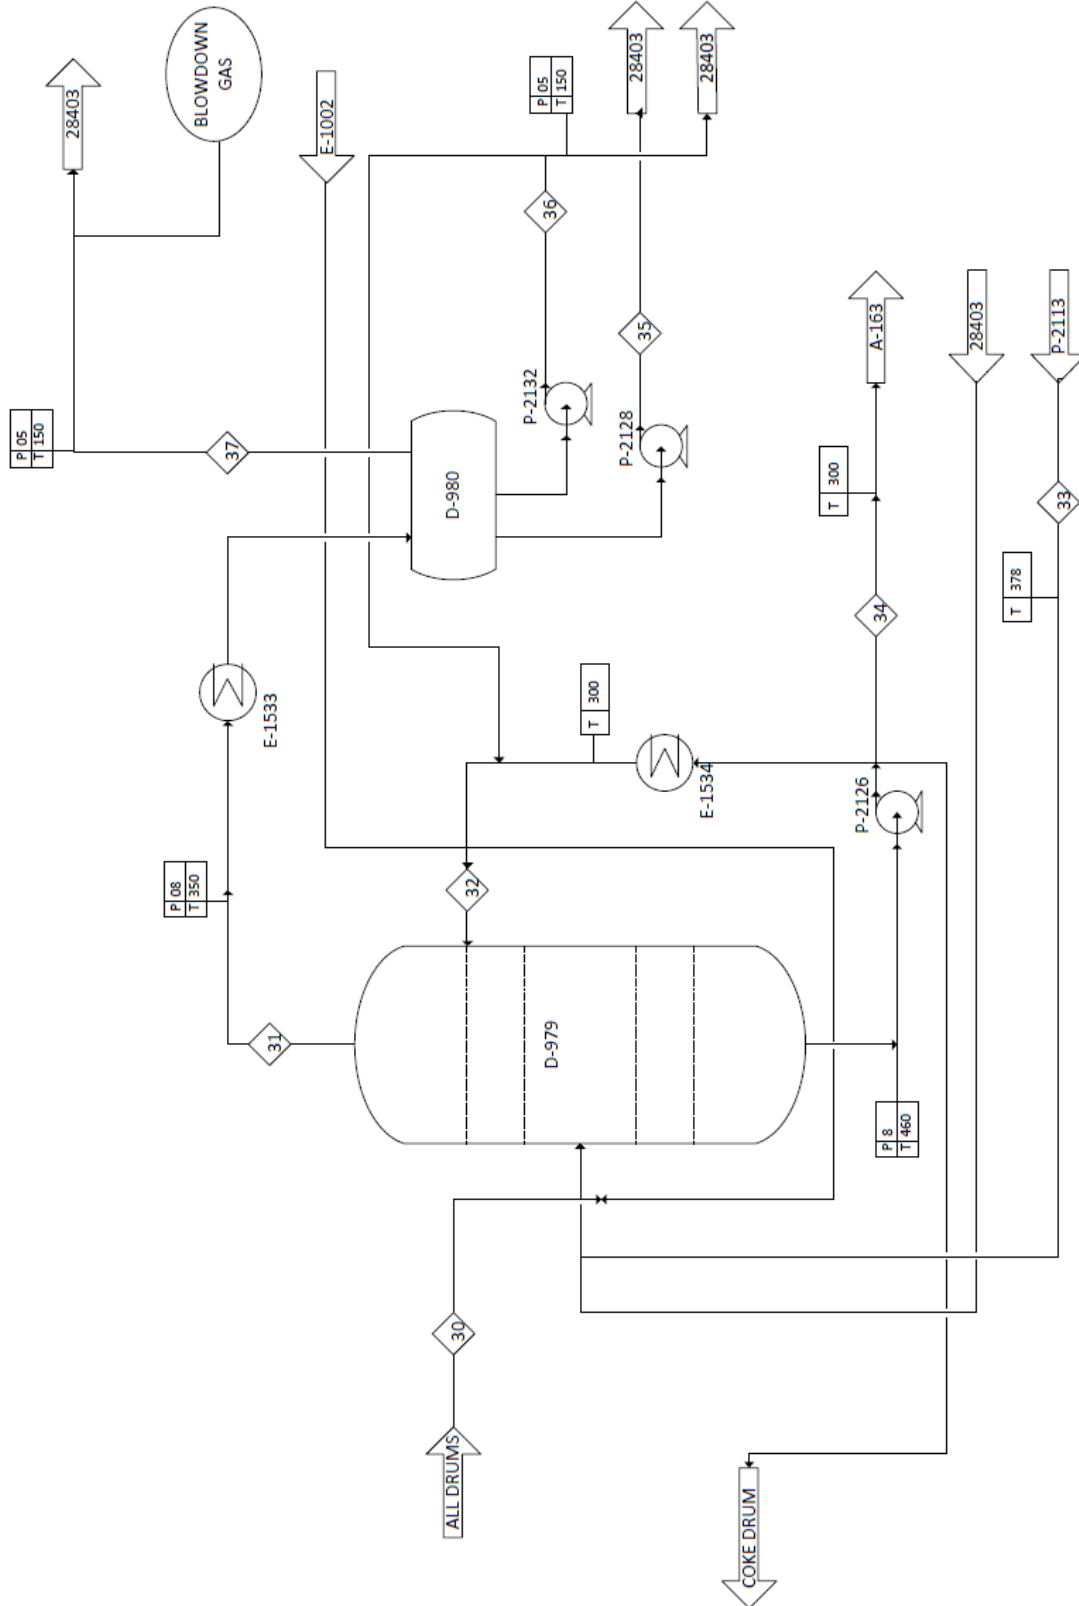 P 05
T 150
28403
BLOWDOWN
GAS
P 08
T 350
37
31
E-1533
E-1002
ALL DRUMS
30
D-980
32
P-2132
36
P 05
T 150
D-979
T 300
P-2128
35
28403
E-1534
28403
COKE DRUM
T 300
P-2126
34
A-163
P 8
T 460
28403
T 378
33
P-2113